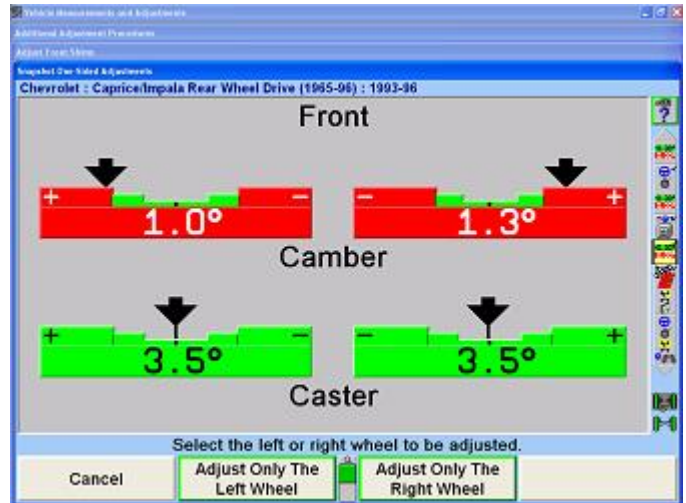 Vehicle Measurements and Adjustments
Additional Adjustment Procedures
Adjust Front Shims
Snapshot One-Sided Adjustments
Chevrolet : Caprice/Impala Rear Wheel Drive (1965-96) : 1993-96
Front
+ − − +
1.0° 1.3°
Camber
+ − − +
3.5° 3.5°
Caster
Select the left or right wheel to be adjusted.
Cancel
Adjust Only The Left Wheel
Adjust Only The Right Wheel
?